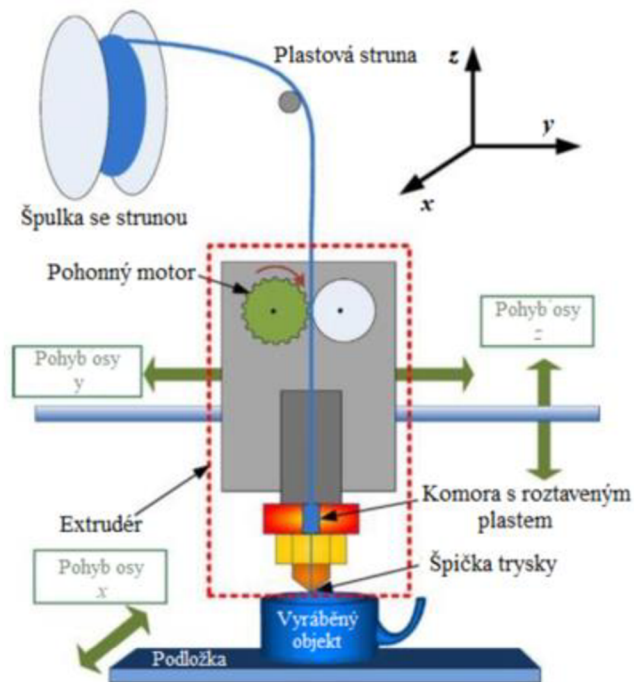 Plastová struna
z
y
x
Špulka se strunou
Pohonný motor
Pohyb osy
z
Pohyb osy
y
Extrudér
Komora s roztaveným
plastem
Pohyb osy
x
Špička trysky
Vyráběný
objekt
Podložka